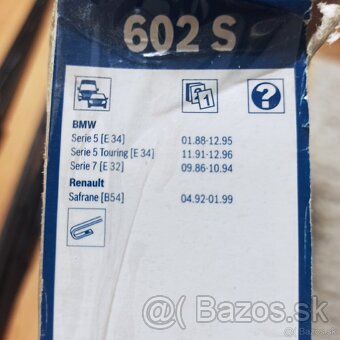 602 S
1
?
BMW
Serie 5 [E 34] 01.88-12.95
Serie 5 Touring [E 34] 11.91-12.96
Serie 7 [E 32] 09.86-10.94
Renault
Safrane [B54] 04.92-01.99
Bazos.sk